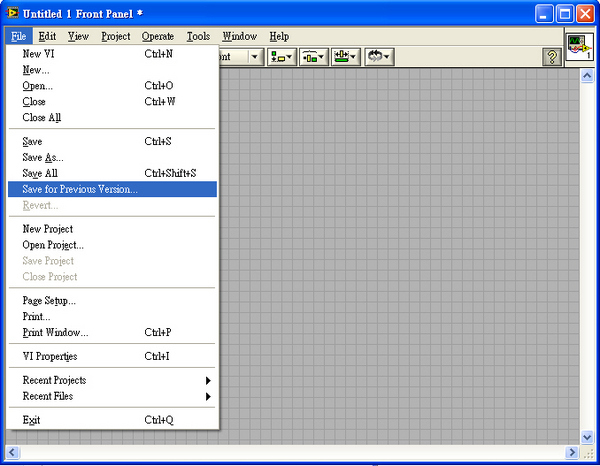 Untitled 1 Front Panel *
File Edit View Project Operate Tools Window Help
nt
?
1
New VI Ctrl+N
New...
Open... Ctrl+O
Close Ctrl+W
Close All
Save Ctrl+S
Save As...
Save All Ctrl+Shift+S
Save for Previous Version...
Revert...
New Project
Open Project...
Save Project
Close Project
Page Setup...
Print...
Print Window... Ctrl+P
VI Properties Ctrl+I
Recent Projects
Recent Files
Exit Ctrl+Q